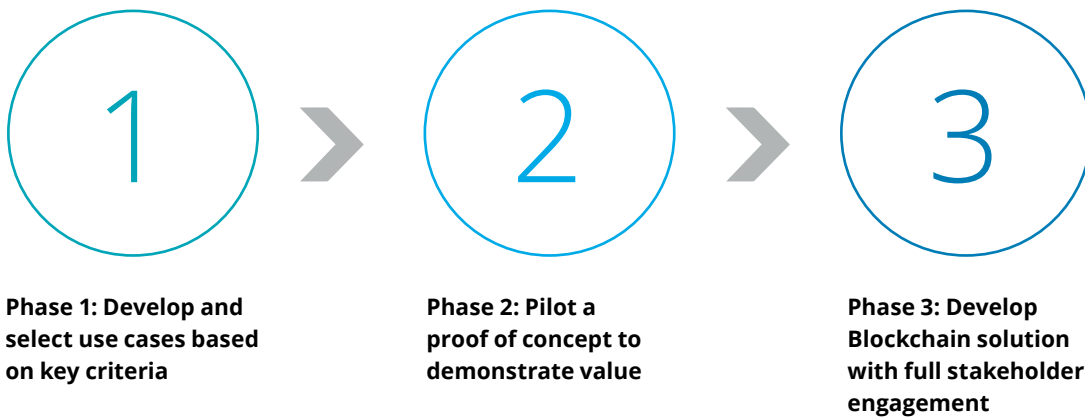 1
2
3
Phase 1: Develop and
select use cases based
on key criteria
Phase 2: Pilot a
proof of concept to
demonstrate value
Phase 3: Develop
Blockchain solution
with full stakeholder
engagement